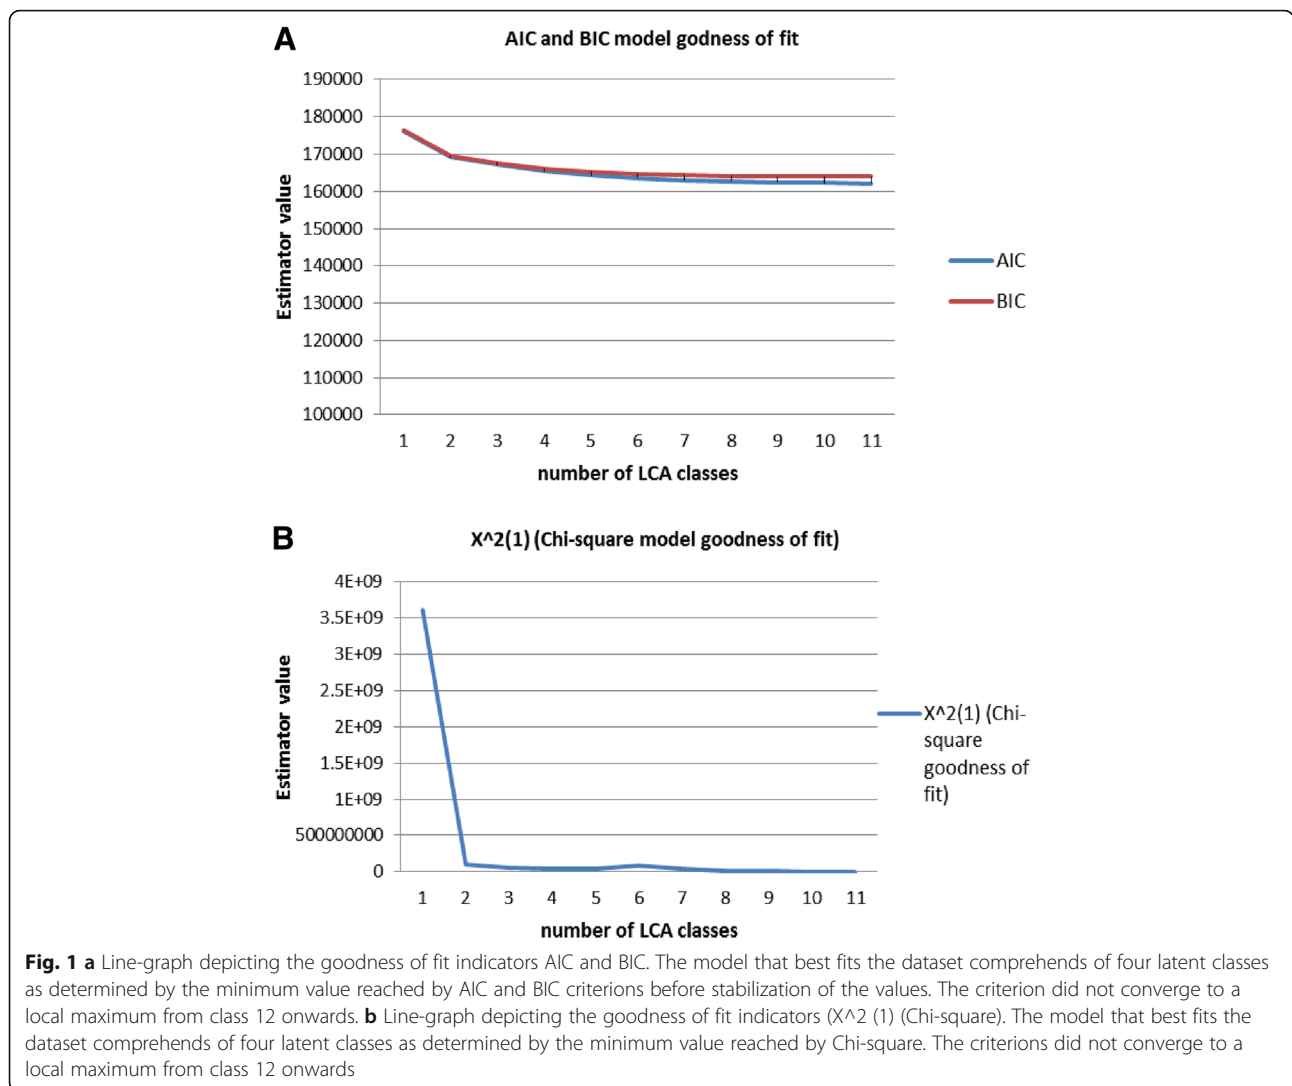 A
AIC and BIC model godness of fit
190000
180000
170000
160000
150000
140000
130000
120000
110000
100000
Estimator value
1 2 3 4 5 6 7 8 9 10 11
number of LCA classes
AIC
BIC
B
X^2(1) (Chi-square model goodness of fit)
4E+09
3.5E+09
3E+09
2.5E+09
2E+09
1.5E+09
1E+09
500000000
0
Estimator value
1 2 3 4 5 6 7 8 9 10 11
number of LCA classes
X^2(1) (Chi-
square
goodness of
fit)
Fig. 1 a Line-graph depicting the goodness of fit indicators AIC and BIC. The model that best fits the dataset comprehends of four latent classes
as determined by the minimum value reached by AIC and BIC criterions before stabilization of the values. The criterion did not converge to a
local maximum from class 12 onwards. b Line-graph depicting the goodness of fit indicators (X^2 (1) (Chi-square). The model that best fits the
dataset comprehends of four latent classes as determined by the minimum value reached by Chi-square. The criterions did not converge to a
local maximum from class 12 onwards